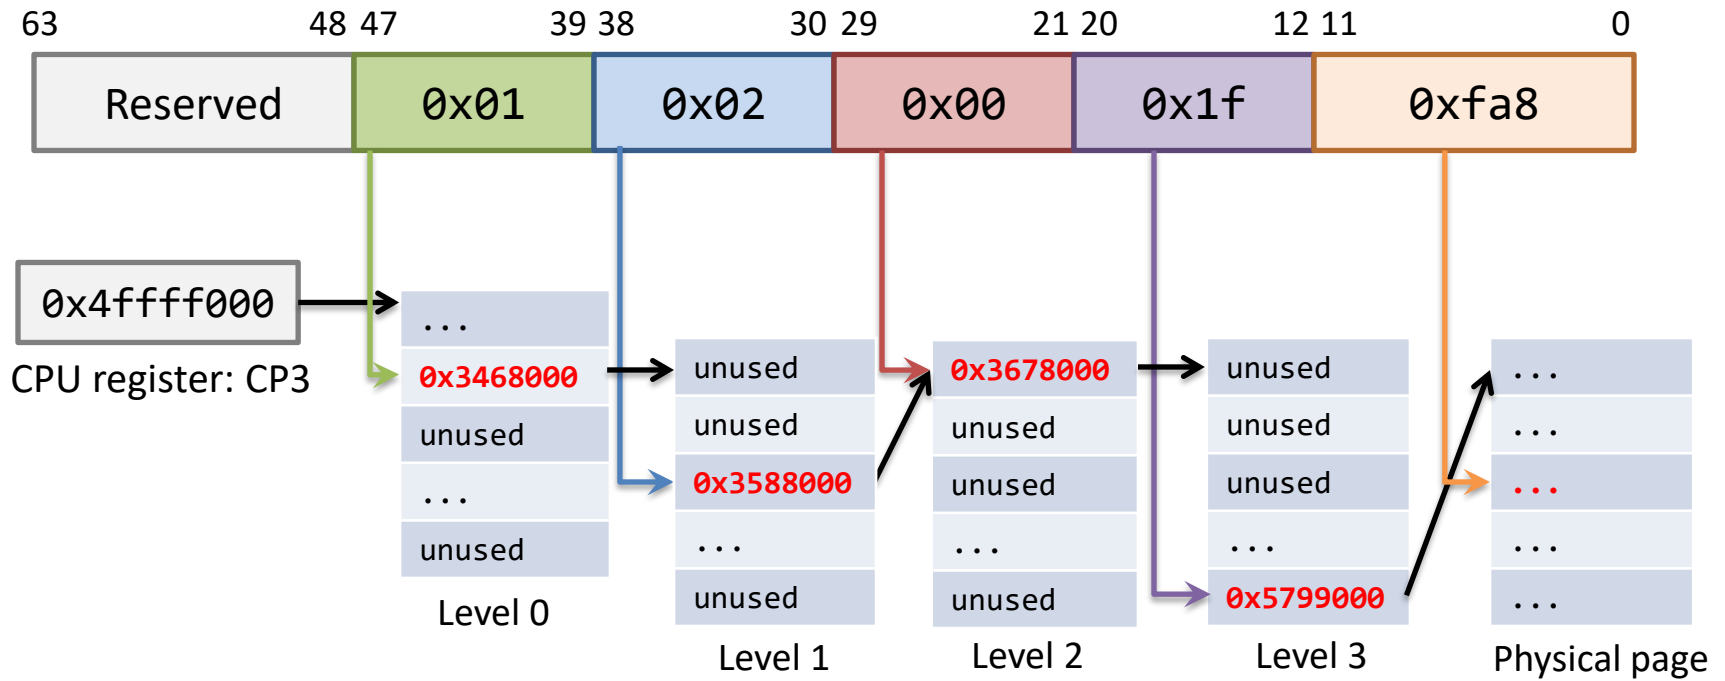 63 48 47 39 38 30 29 21 20 12 11 0
Reserved 0x01 0x02 0x00 0x1f 0xfa8
0x4ffff000
CPU register: CP3
...
0x3468000
unused
...
unused
Level 0
unused
unused
0x3588000
...
unused
Level 1
0x3678000
unused
unused
...
unused
Level 2
unused
unused
unused
...
0x5799000
Level 3
...
...
...
...
...
Physical page